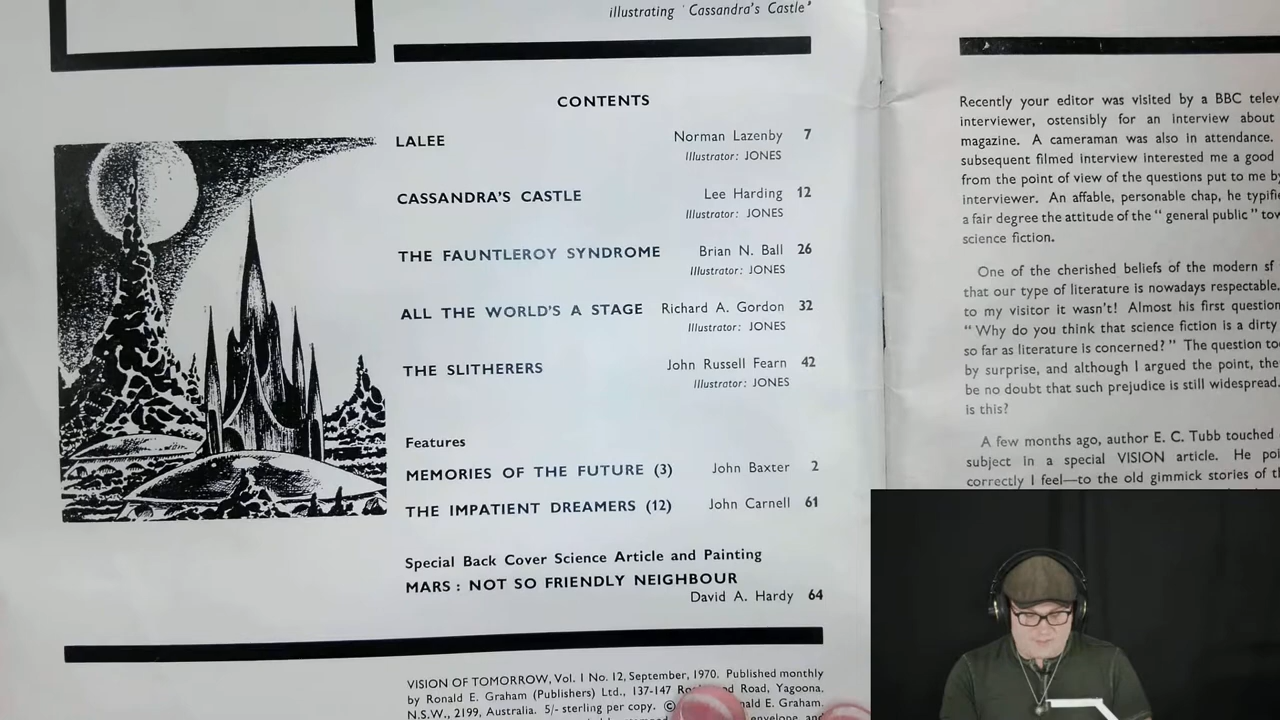 illustrating 'Cassandra's Castle'
CONTENTS
LALEE Norman Lazenby 7
Illustrator: JONES
CASSANDRA'S CASTLE Lee Harding 12
Illustrator: JONES
THE FAUNTLEROY SYNDROME Brian N. Ball 26
Illustrator: JONES
ALL THE WORLD'S A STAGE Richard A. Gordon 32
Illustrator: JONES
THE SLITHERERS John Russell Fearn 42
Illustrator: JONES
Features
MEMORIES OF THE FUTURE (3) John Baxter 2
THE IMPATIENT DREAMERS (12) John Carnell 61
Special Back Cover Science Article and Painting
MARS : NOT SO FRIENDLY NEIGHBOUR
David A. Hardy 64
VISION OF TOMORROW, Vol. 1 No. 12, September, 1970. Published monthly
by Ronald E. Graham (Publishers) Ltd., 137-147 Road, Yagoona,
N.S.W., 2199, Australia. 5/- sterling per copy. © E. Graham.
envelope and
Recently your editor was visited by a BBC
interviewer, ostensibly for an interview about
magazine. A cameraman was also in attendance.
subsequent filmed interview interested me a good
from the point of view of the questions put to me
interviewer. An affable, personable chap, he
a fair degree the attitude of the "general public"
science fiction.
One of the cherished beliefs of the modern sf
that our type of literature is nowadays respectable.
to my visitor it wasn't! Almost his first question
"Why do you think that science fiction is a dirty
so far as literature is concerned?" The question
by surprise, and although I argued the point,
be no doubt that such prejudice is still widespread.
is this?
A few months ago, author E. C. Tubb touched
subject in a special VISION article. He
correctly I feel—to the old gimmick stories of